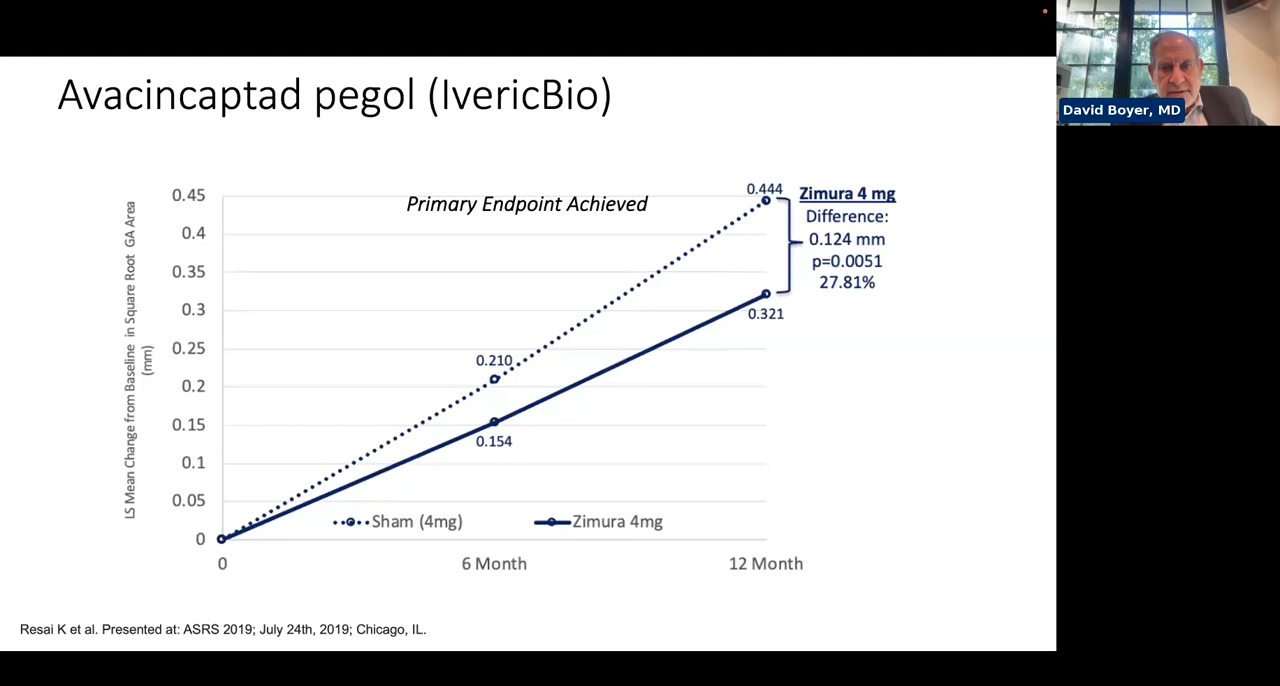 Avacincaptad pegol (IvericBio)
David Boyer, MD
Primary Endpoint Achieved
LS Mean Change from Baseline in Square Root GA Area
(mm)
0.45
0.4
0.35
0.3
0.25
0.2
0.15
0.1
0.05
0
0.444
0.210
0.154
0.321
Zimura 4 mg
Difference:
0.124 mm
p=0.0051
27.81%
Sham (4mg)
Zimura 4mg
0
6 Month
12 Month
Resai K et al. Presented at: ASRS 2019; July 24th, 2019; Chicago, IL.